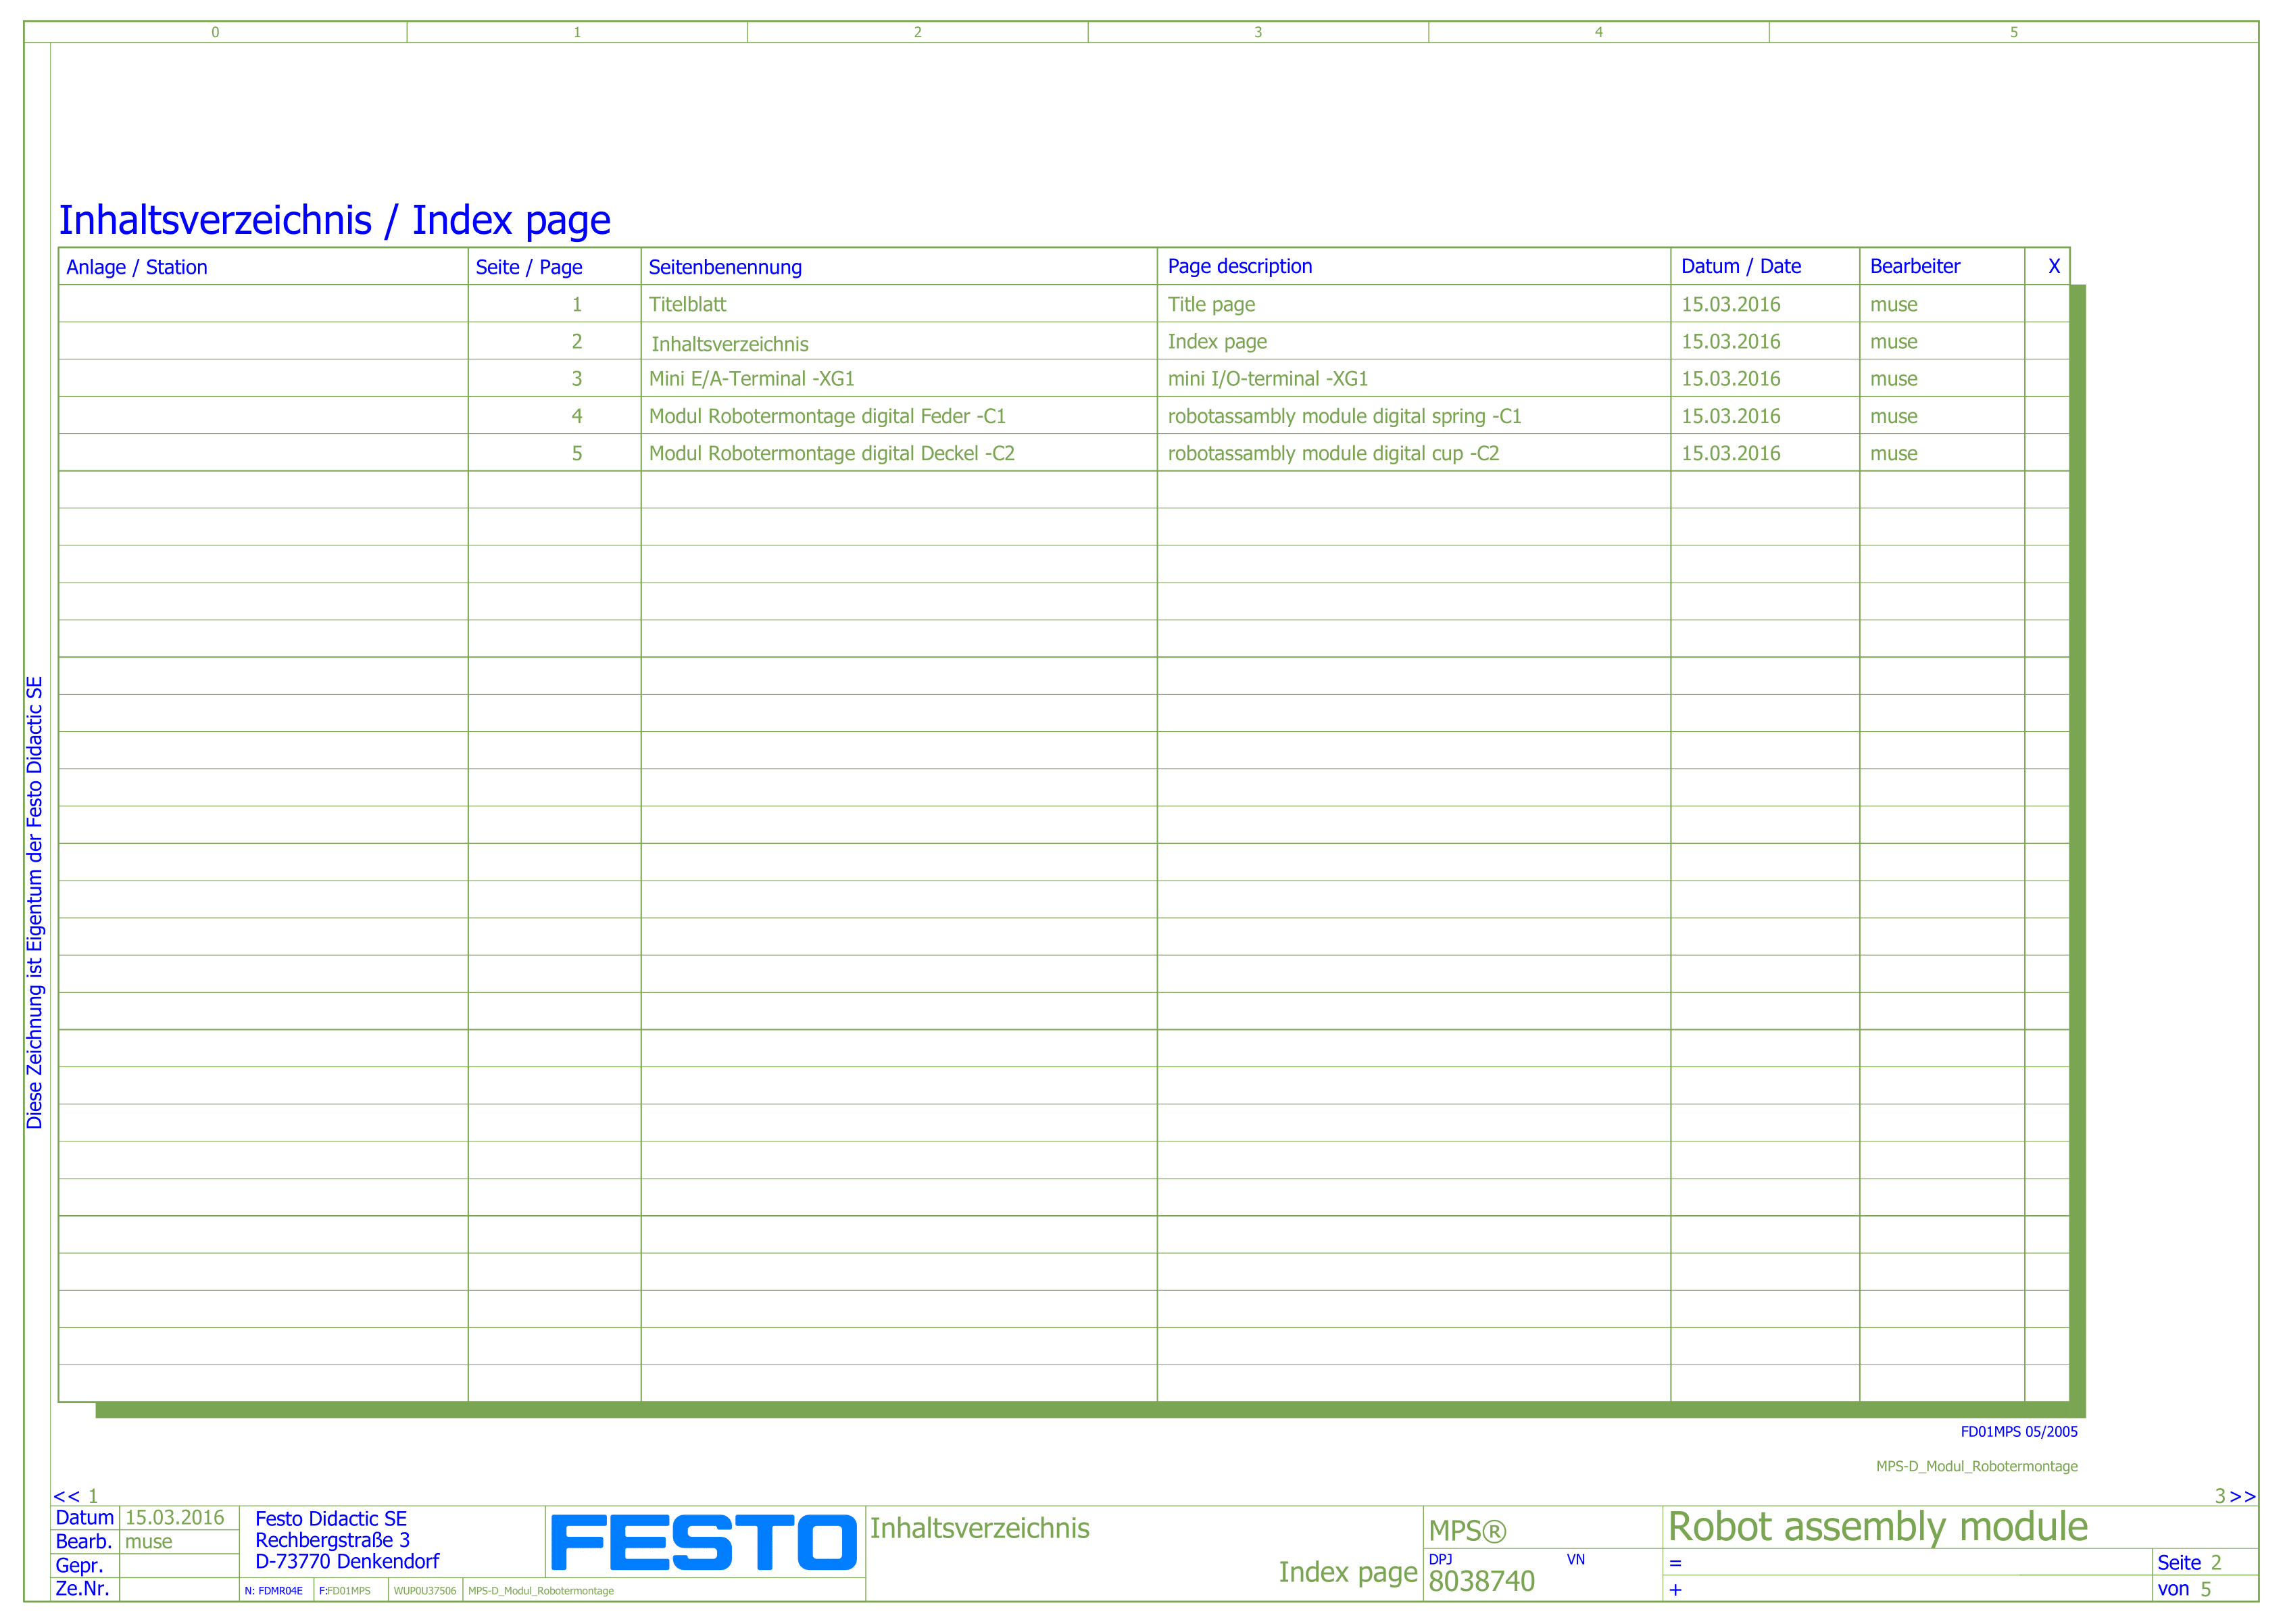 0 1 2 3 4 5
Inhaltsverzeichnis / Index page
Anlage / Station Seite / Page Seitenbenennung Page description Datum / Date Bearbeiter X
1 Titelblatt Title page 15.03.2016 muse
2 Inhaltsverzeichnis Index page 15.03.2016 muse
3 Mini E/A-Terminal -XG1 mini I/O-terminal -XG1 15.03.2016 muse
4 Modul Robotermontage digital Feder -C1 robotassambly module digital spring -C1 15.03.2016 muse
5 Modul Robotermontage digital Deckel -C2 robotassambly module digital cup -C2 15.03.2016 muse
Diese Zeichnung ist Eigentum der Festo Didactic SE
FD01MPS 05/2005
MPS-D_Modul_Robotermontage
<< 1 3 >>
Datum 15.03.2016
Bearb. muse
Gepr.
Ze.Nr.
Festo Didactic SE
Rechbergstraße 3
D-73770 Denkendorf
N: FDMR04E F:FD01MPS WUP0U37506 MPS-D_Modul_Robotermontage
FESTO
Inhaltsverzeichnis
Index page
MPS®
DPJ VN
8038740
Robot assembly module
=
+
Seite 2
von 5